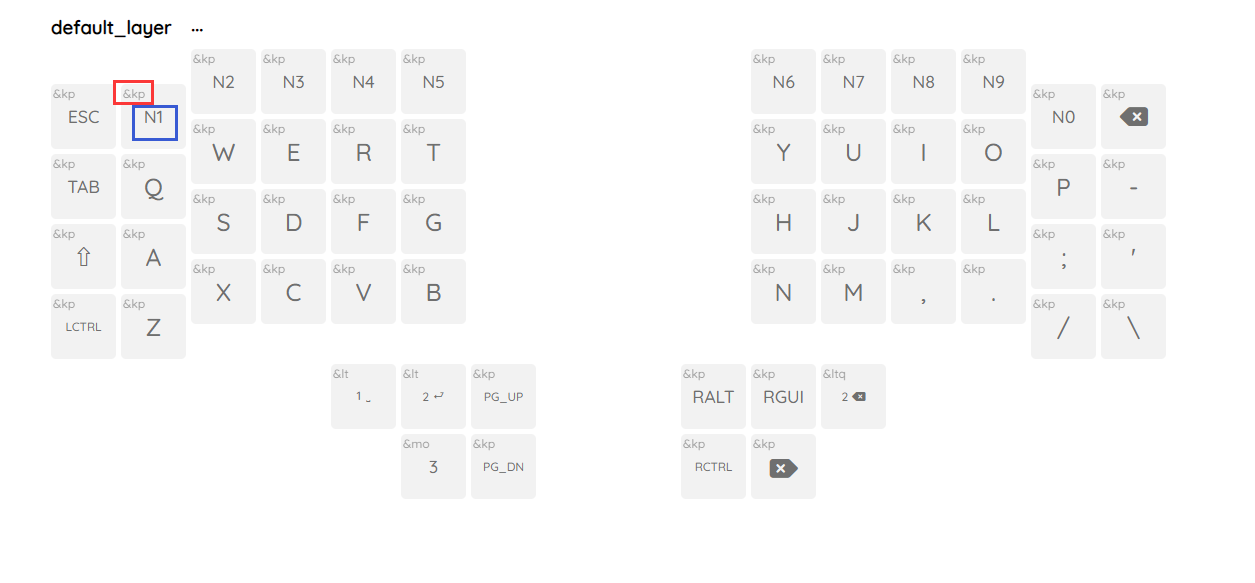 default_layer ...
&kp &kp &kp &kp &kp &kp &kp &kp
N2 N3 N4 N5 N6 N7 N8 N9
&kp &kp &kp &kp
ESC N1 N0
&kp &kp &kp &kp &kp &kp &kp &kp
W E R T Y U I O
&kp &kp &kp &kp
TAB Q P -
&kp &kp &kp &kp &kp &kp &kp &kp
S D F G H J K L
&kp &kp &kp &kp
⇧ A ; '
&kp &kp &kp &kp &kp &kp &kp &kp
X C V B N M , .
&kp &kp &kp &kp
LCTRL Z / \
&lt &lt &kp &kp &kp &ltq
1 ⎵ 2 ⏎ PG_UP RALT RGUI 2 ⌫
&mo &kp &kp &kp
3 PG_DN RCTRL ⌦